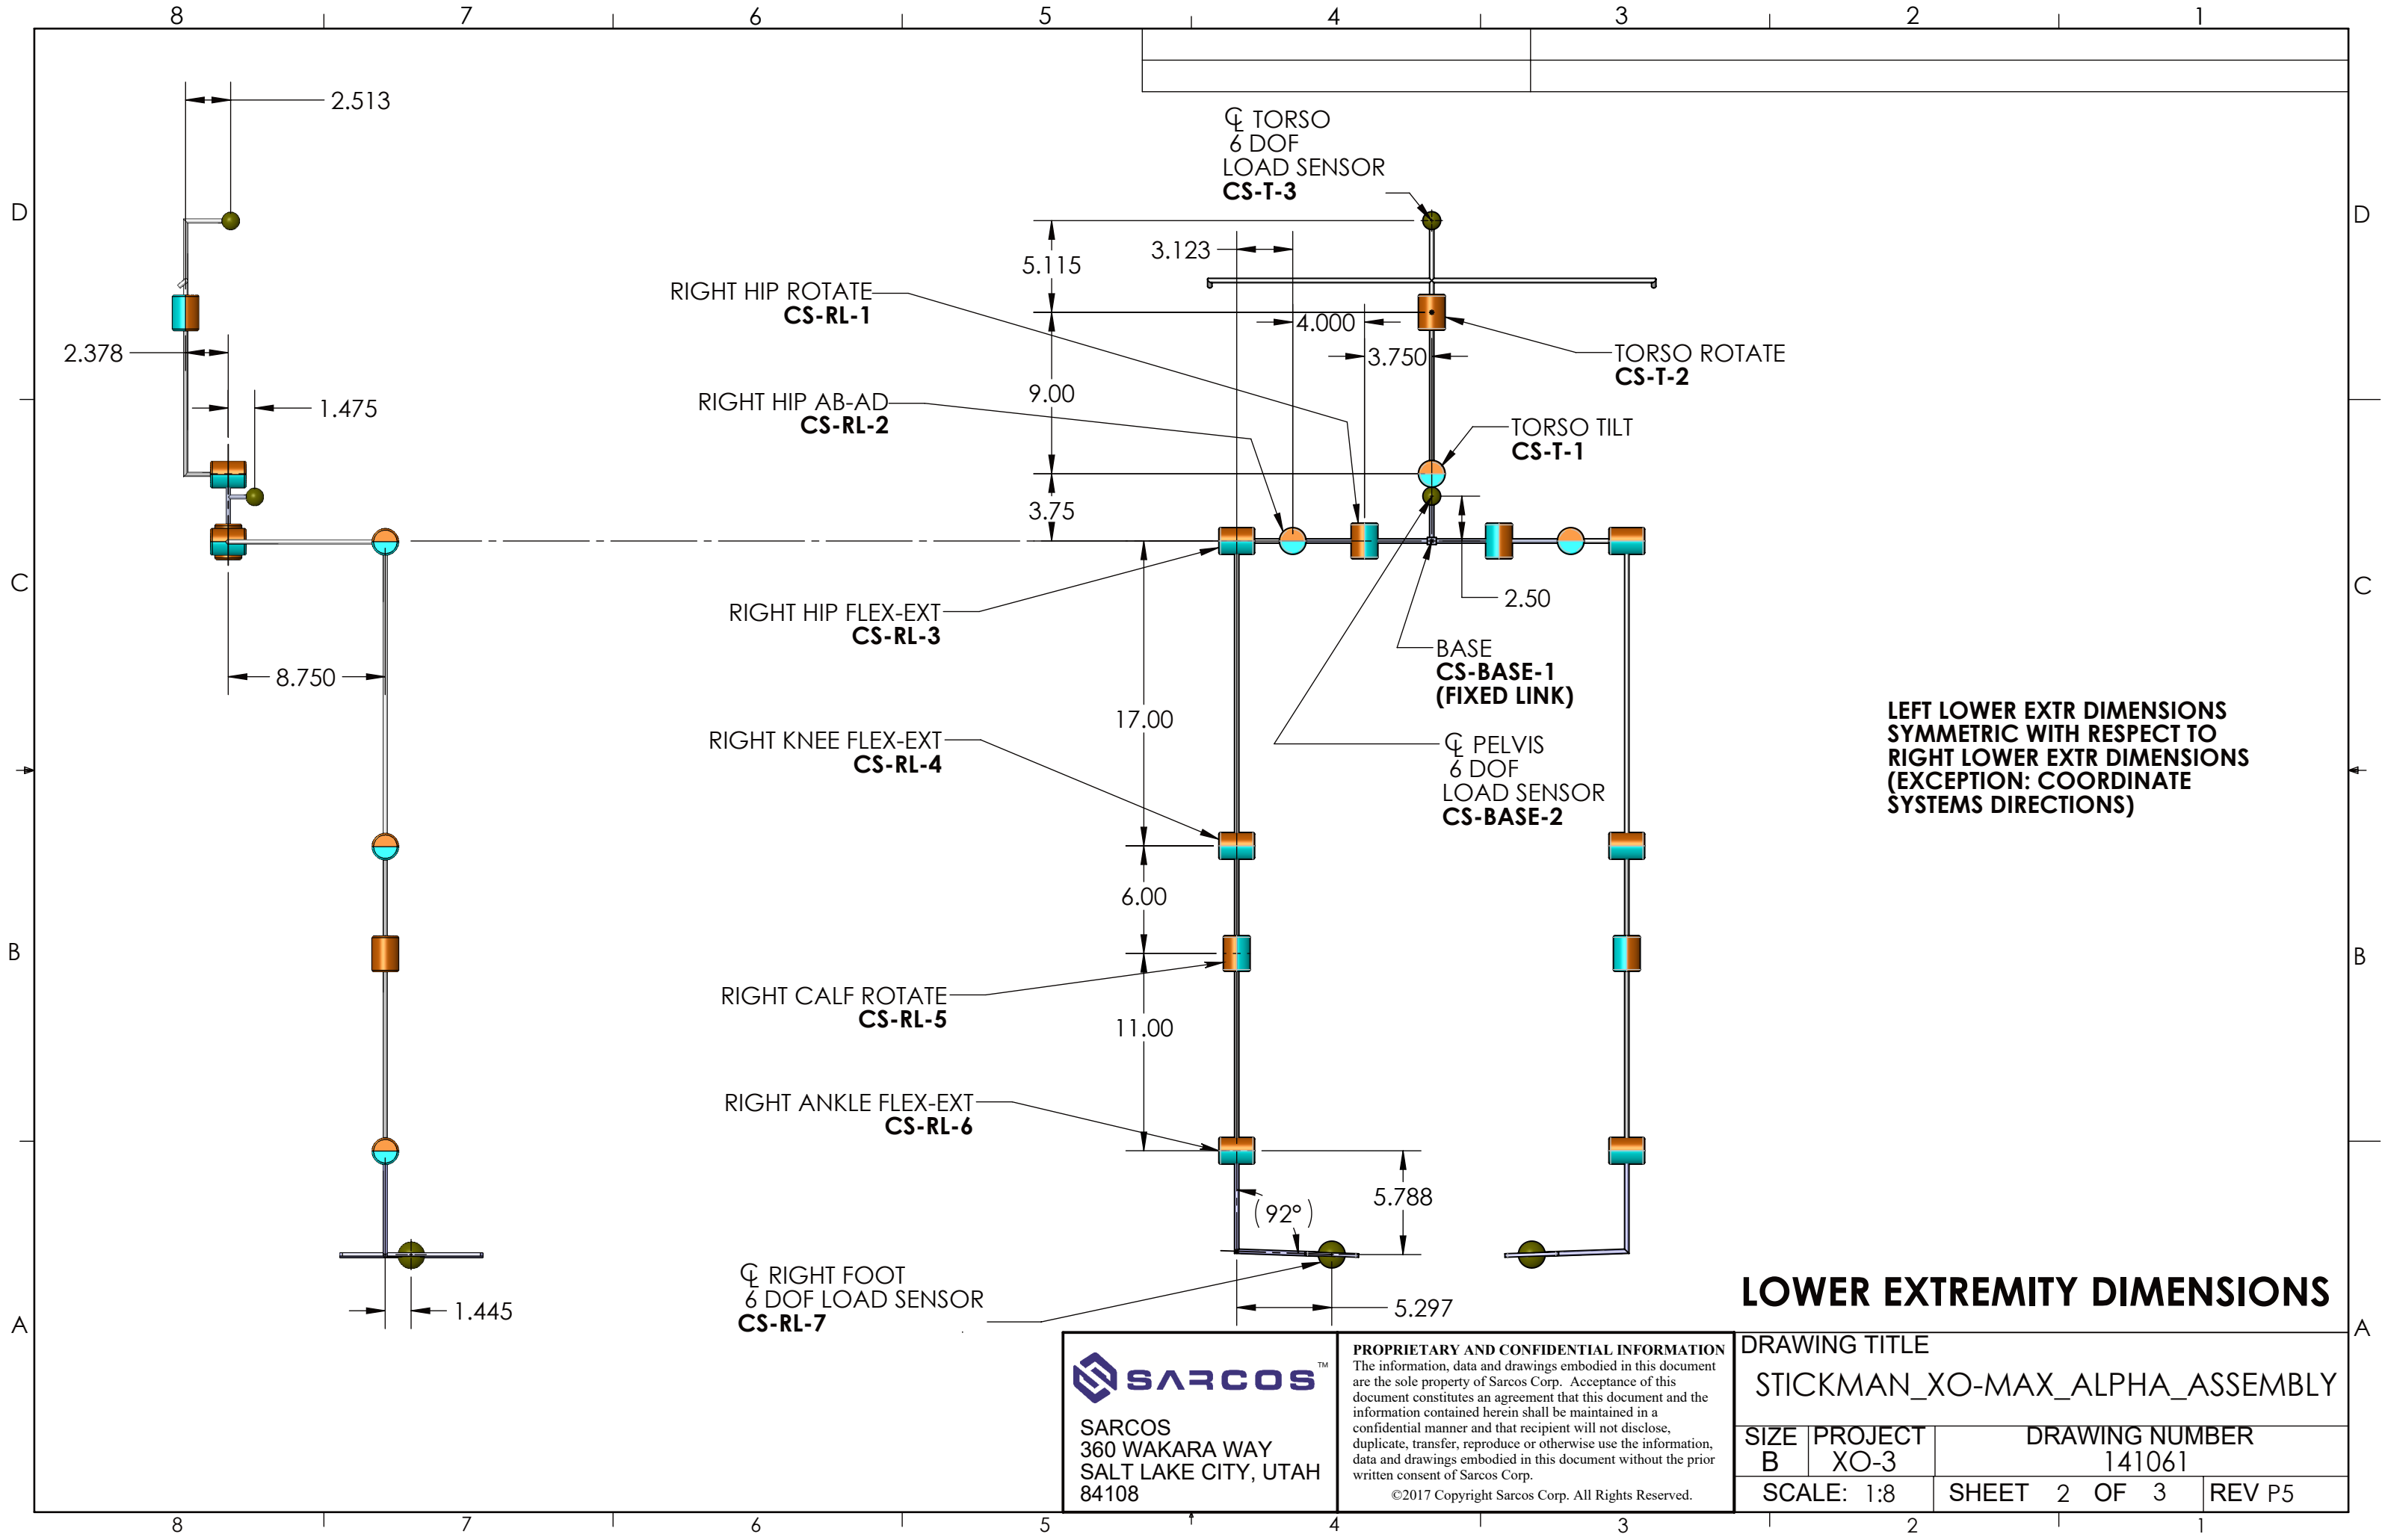 8 7 6 5 4 3 2 1
D
D
C
C
B
B
A
A
2.513
2.378
1.475
8.750
1.445
℄ TORSO
6 DOF
LOAD SENSOR
CS-T-3
5.115
3.123
4.000
3.750
9.00
3.75
RIGHT HIP ROTATE
CS-RL-1
RIGHT HIP AB-AD
CS-RL-2
TORSO ROTATE
CS-T-2
TORSO TILT
CS-T-1
2.50
RIGHT HIP FLEX-EXT
CS-RL-3
BASE
CS-BASE-1
(FIXED LINK)
17.00
RIGHT KNEE FLEX-EXT
CS-RL-4
℄ PELVIS
6 DOF
LOAD SENSOR
CS-BASE-2
LEFT LOWER EXTR DIMENSIONS
SYMMETRIC WITH RESPECT TO
RIGHT LOWER EXTR DIMENSIONS
(EXCEPTION: COORDINATE
SYSTEMS DIRECTIONS)
6.00
RIGHT CALF ROTATE
CS-RL-5
11.00
RIGHT ANKLE FLEX-EXT
CS-RL-6
5.788
(92°)
℄ RIGHT FOOT
6 DOF LOAD SENSOR
CS-RL-7
5.297
LOWER EXTREMITY DIMENSIONS
SARCOS™
SARCOS
360 WAKARA WAY
SALT LAKE CITY, UTAH
84108
PROPRIETARY AND CONFIDENTIAL INFORMATION
The information, data and drawings embodied in this document
are the sole property of Sarcos Corp. Acceptance of this
document constitutes an agreement that this document and the
information contained herein shall be maintained in a
confidential manner and that recipient will not disclose,
duplicate, transfer, reproduce or otherwise use the information,
data and drawings embodied in this document without the prior
written consent of Sarcos Corp.
©2017 Copyright Sarcos Corp. All Rights Reserved.
DRAWING TITLE
STICKMAN_XO-MAX_ALPHA_ASSEMBLY
SIZE PROJECT DRAWING NUMBER
B XO-3 141061
SCALE: 1:8 SHEET 2 OF 3 REV P5
8 7 6 5 4 3 2 1